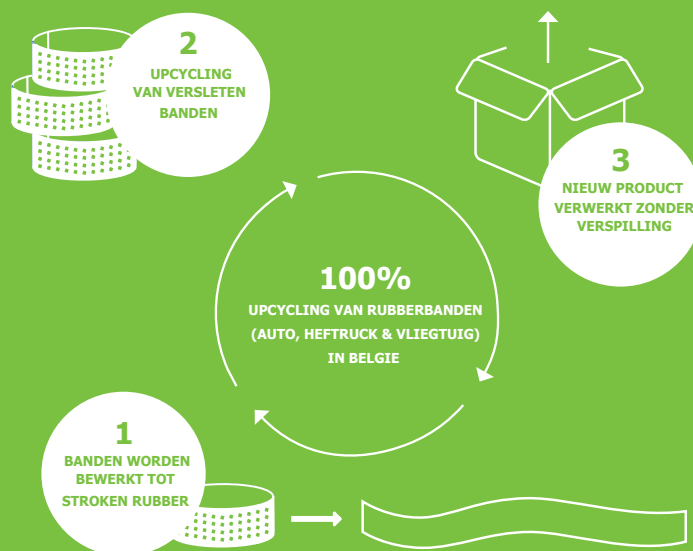 2
UPCYCLING
VAN VERSLETEN
BANDEN
3
NIEUW PRODUCT
VERWERKT ZONDER
VERSPILLING
100%
UPCYCLING VAN RUBBERBANDEN
(AUTO, HEFTRUCK & VLIEGTUIG)
IN BELGIE
1
BANDEN WORDEN
BEWERKT TOT
STROKEN RUBBER